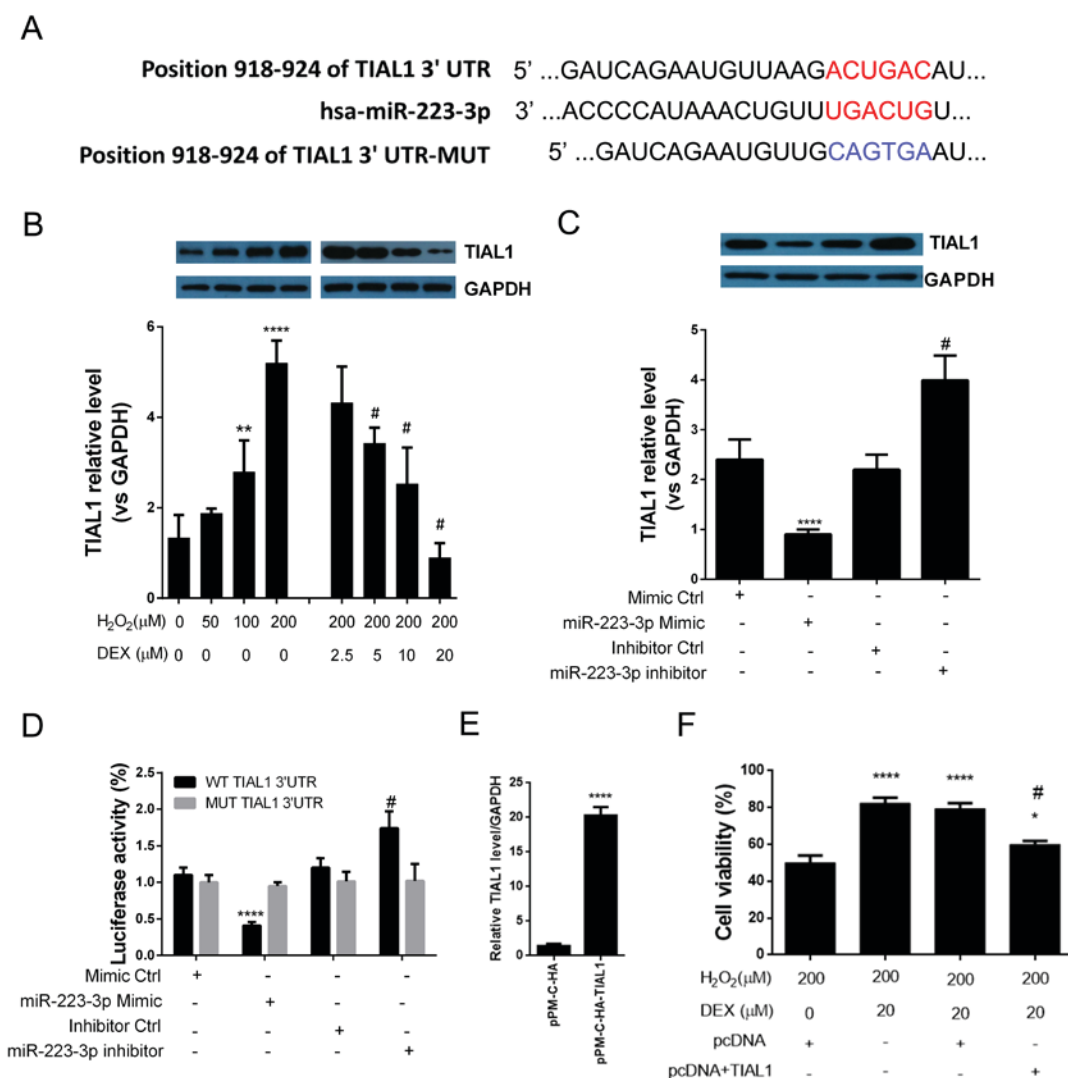 A
Position 918-924 of TIAL1 3' UTR 5' ...GAUCAGAAUGUUAAGACUGACAU...
hsa-miR-223-3p 3' ...ACCCCAUAAACUGUUUGACUGU...
Position 918-924 of TIAL1 3' UTR-MUT 5' ...GAUCAGAAUGUUGCAGTGAAU...
B
TIAL1
GAPDH
TIAL1 relative level
(vs GAPDH)
6
4
2
0
**
****
#
#
#
H₂O₂(μM) 0 50 100 200 200 200 200 200
DEX (μM) 0 0 0 0 2.5 5 10 20
C
TIAL1
GAPDH
TIAL1 relative level
(vs GAPDH)
5
4
3
2
1
0
****
#
Mimic Ctrl + - - -
miR-223-3p Mimic - + - -
Inhibitor Ctrl - - + -
miR-223-3p inhibitor - - - +
D
Luciferase activity (%)
2.5
2.0
1.5
1.0
0.5
0.0
WT TIAL1 3'UTR
MUT TIAL1 3'UTR
****
#
Mimic Ctrl + - - -
miR-223-3p Mimic - + - -
Inhibitor Ctrl - - + -
miR-223-3p inhibitor - - - +
E
Relative TIAL1 level/GAPDH
25
20
15
10
5
0
****
pPM-C-HA
pPM-C-HA-TIAL1
F
Cell viability (%)
100
80
60
40
20
0
****
****
#
*
H₂O₂(μM) 200 200 200 200
DEX (μM) 0 20 20 20
pcDNA + - + -
pcDNA+TIAL1 - - - +